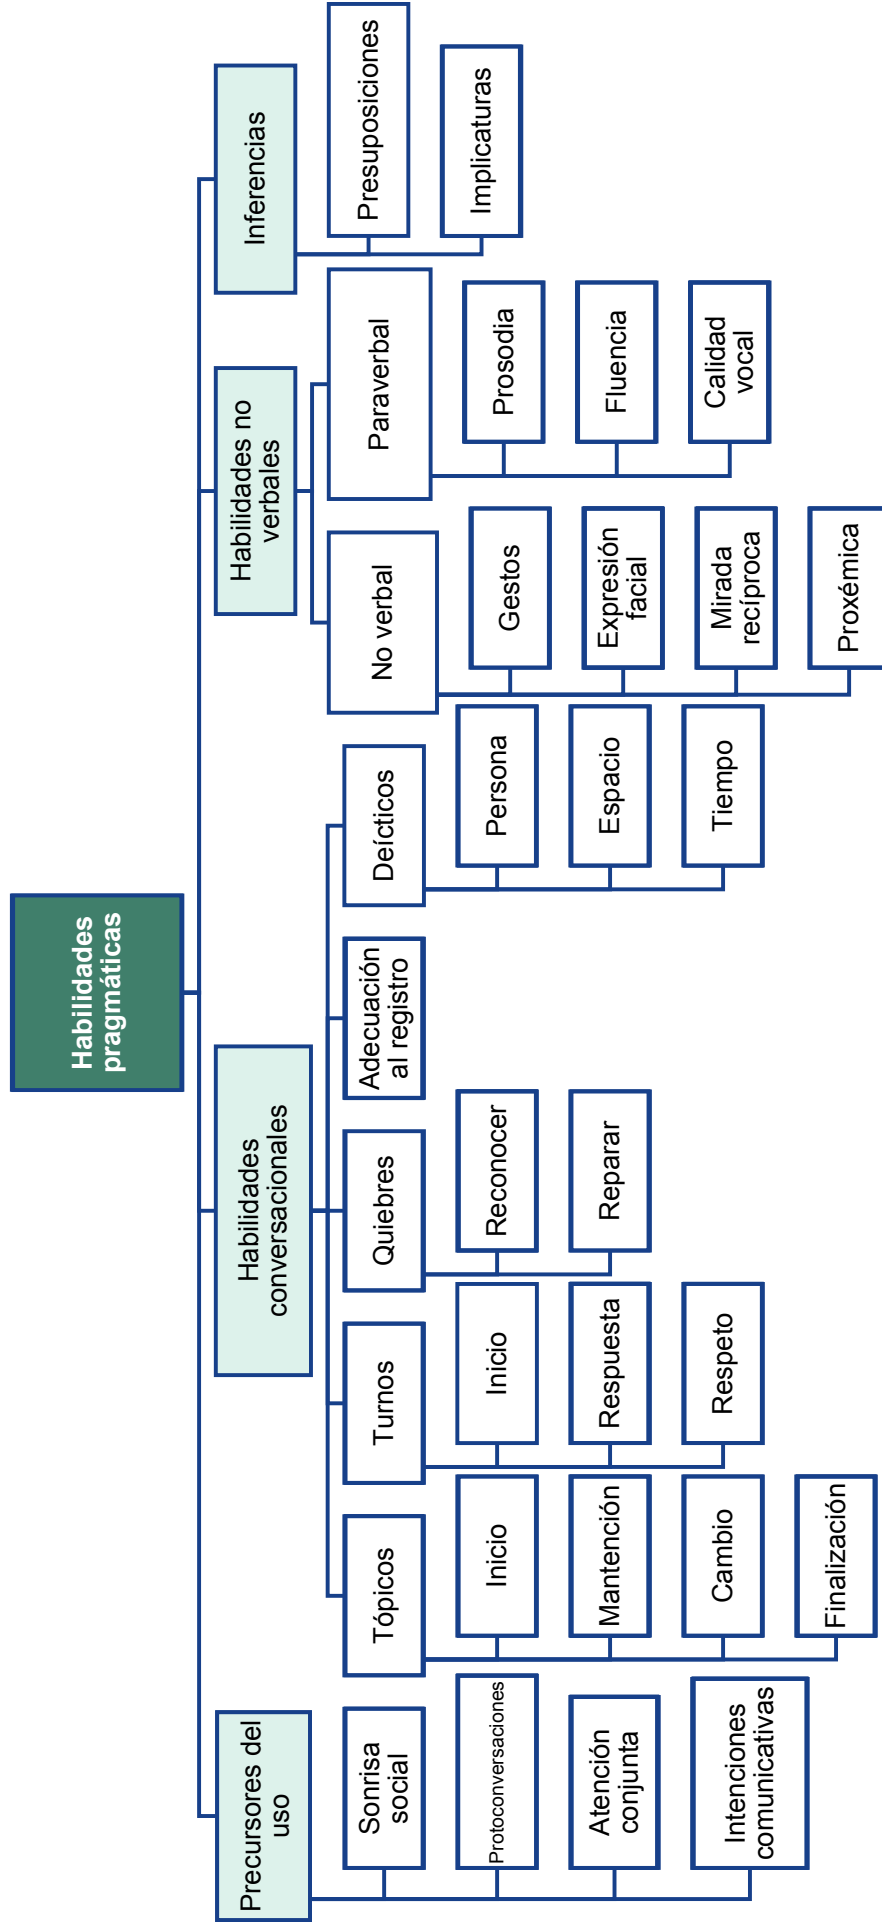 Habilidades
pragmáticas
Precursores del
uso
Sonrisa
social
Protoconversaciones
Atención
conjunta
Intenciones
comunicativas
Habilidades
conversacionales
Tópicos
Inicio
Mantención
Cambio
Finalización
Turnos
Inicio
Respuesta
Respeto
Quiebres
Reconocer
Reparar
Adecuación
al registro
Deícticos
Persona
Espacio
Tiempo
Habilidades no
verbales
No verbal
Gestos
Expresión
facial
Mirada
recíproca
Proxémica
Paraverbal
Prosodia
Fluencia
Calidad
vocal
Inferencias
Presuposiciones
Implicaturas